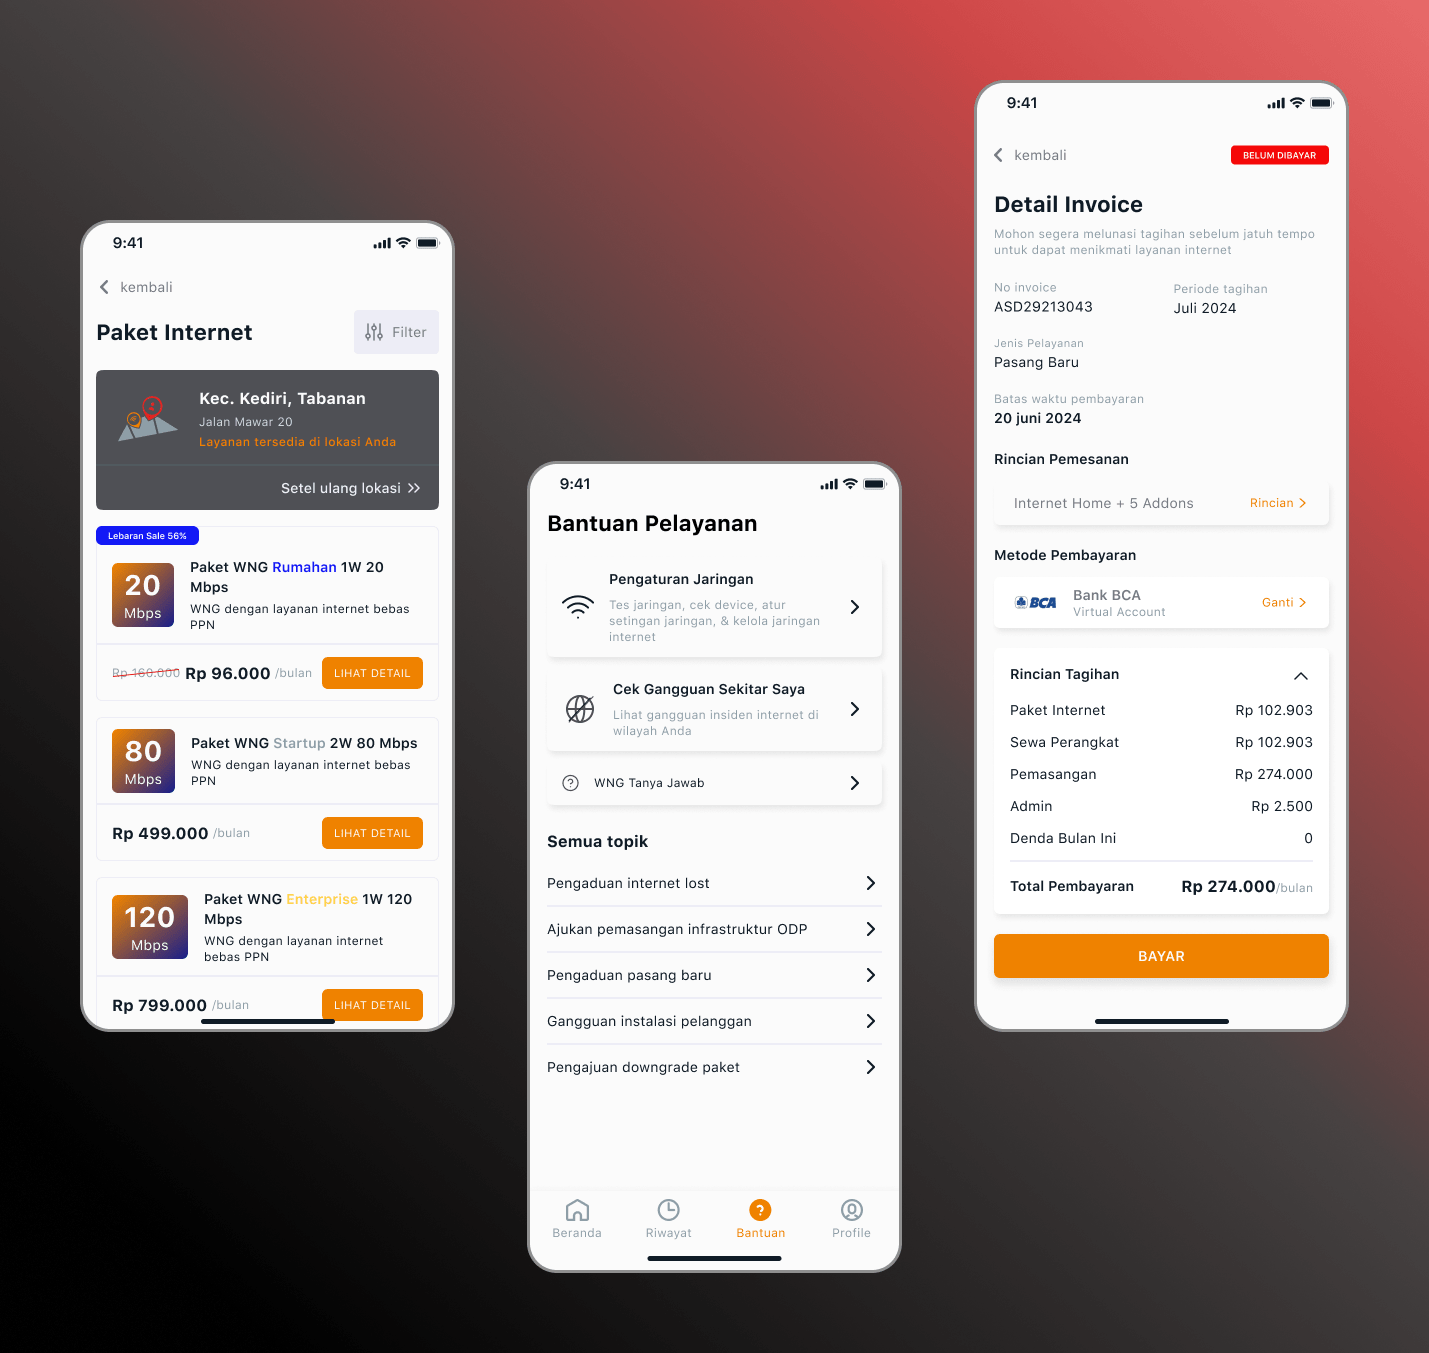 9:41
kembali
Paket Internet
Filter
Kec. Kediri, Tabanan
Jalan Mawar 20
Layanan tersedia di lokasi Anda
Setel ulang lokasi
Lebaran Sale 56%
20
Mbps
Paket WNG Rumahan 1W 20
Mbps
WNG dengan layanan internet bebas
PPN
Rp 160.000 Rp 96.000 /bulan
LIHAT DETAIL
80
Mbps
Paket WNG Startup 2W 80 Mbps
WNG dengan layanan internet bebas
PPN
Rp 499.000 /bulan
LIHAT DETAIL
120
Mbps
Paket WNG Enterprise 1W 120
Mbps
WNG dengan layanan internet
bebas PPN
Rp 799.000 /bulan
LIHAT DETAIL
9:41
Bantuan Pelayanan
Pengaturan Jaringan
Tes jaringan, cek device, atur
setingan jaringan, & kelola jaringan
internet
Cek Gangguan Sekitar Saya
Lihat gangguan insiden internet di
wilayah Anda
WNG Tanya Jawab
Semua topik
Pengaduan internet lost
Ajukan pemasangan infrastruktur ODP
Pengaduan pasang baru
Gangguan instalasi pelanggan
Pengajuan downgrade paket
Beranda
Riwayat
Bantuan
Profile
9:41
kembali
BELUM DIBAYAR
Detail Invoice
Mohon segera melunasi tagihan sebelum jatuh tempo
untuk dapat menikmati layanan internet
No invoice
ASD29213043
Periode tagihan
Juli 2024
Jenis Pelayanan
Pasang Baru
Batas waktu pembayaran
20 juni 2024
Rincian Pemesanan
Internet Home + 5 Addons
Rincian
Metode Pembayaran
BCA
Bank BCA
Virtual Account
Ganti
Rincian Tagihan
Paket Internet Rp 102.903
Sewa Perangkat Rp 102.903
Pemasangan Rp 274.000
Admin Rp 2.500
Denda Bulan Ini 0
Total Pembayaran Rp 274.000/bulan
BAYAR